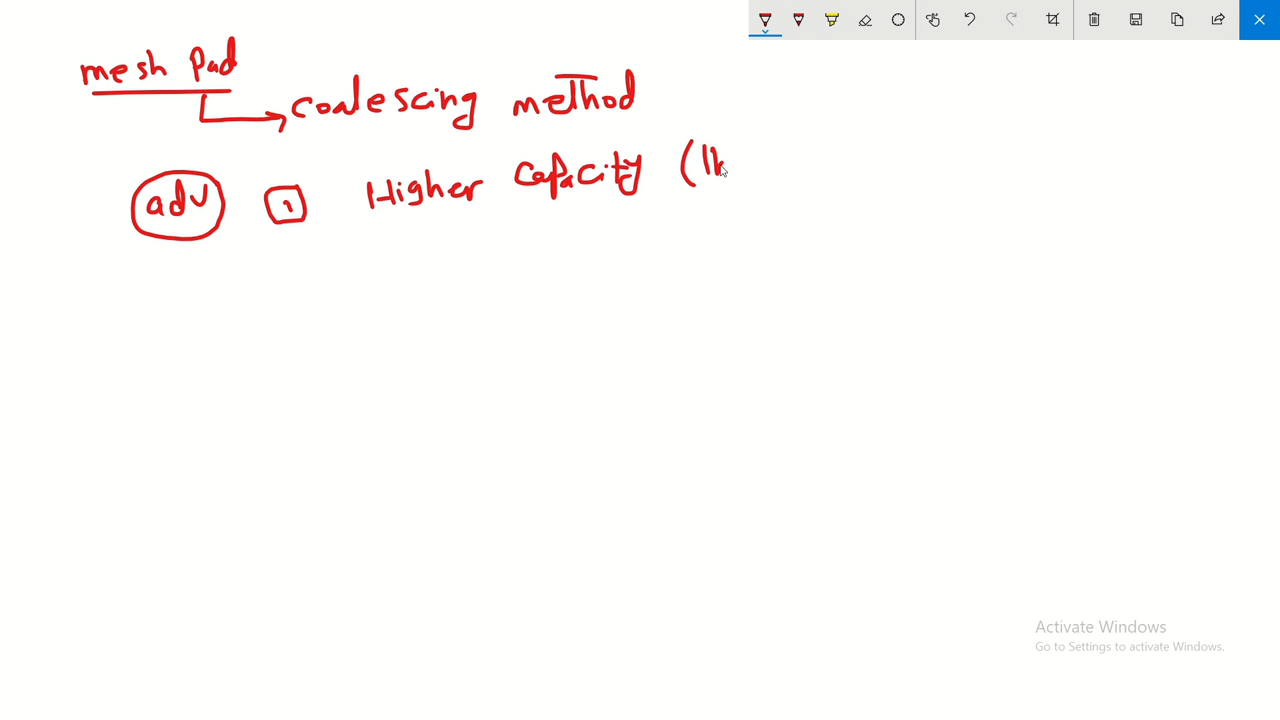 mesh pad
coalescing method
adv 1 Higher capacity (
Activate Windows
Go to Settings to activate Windows.